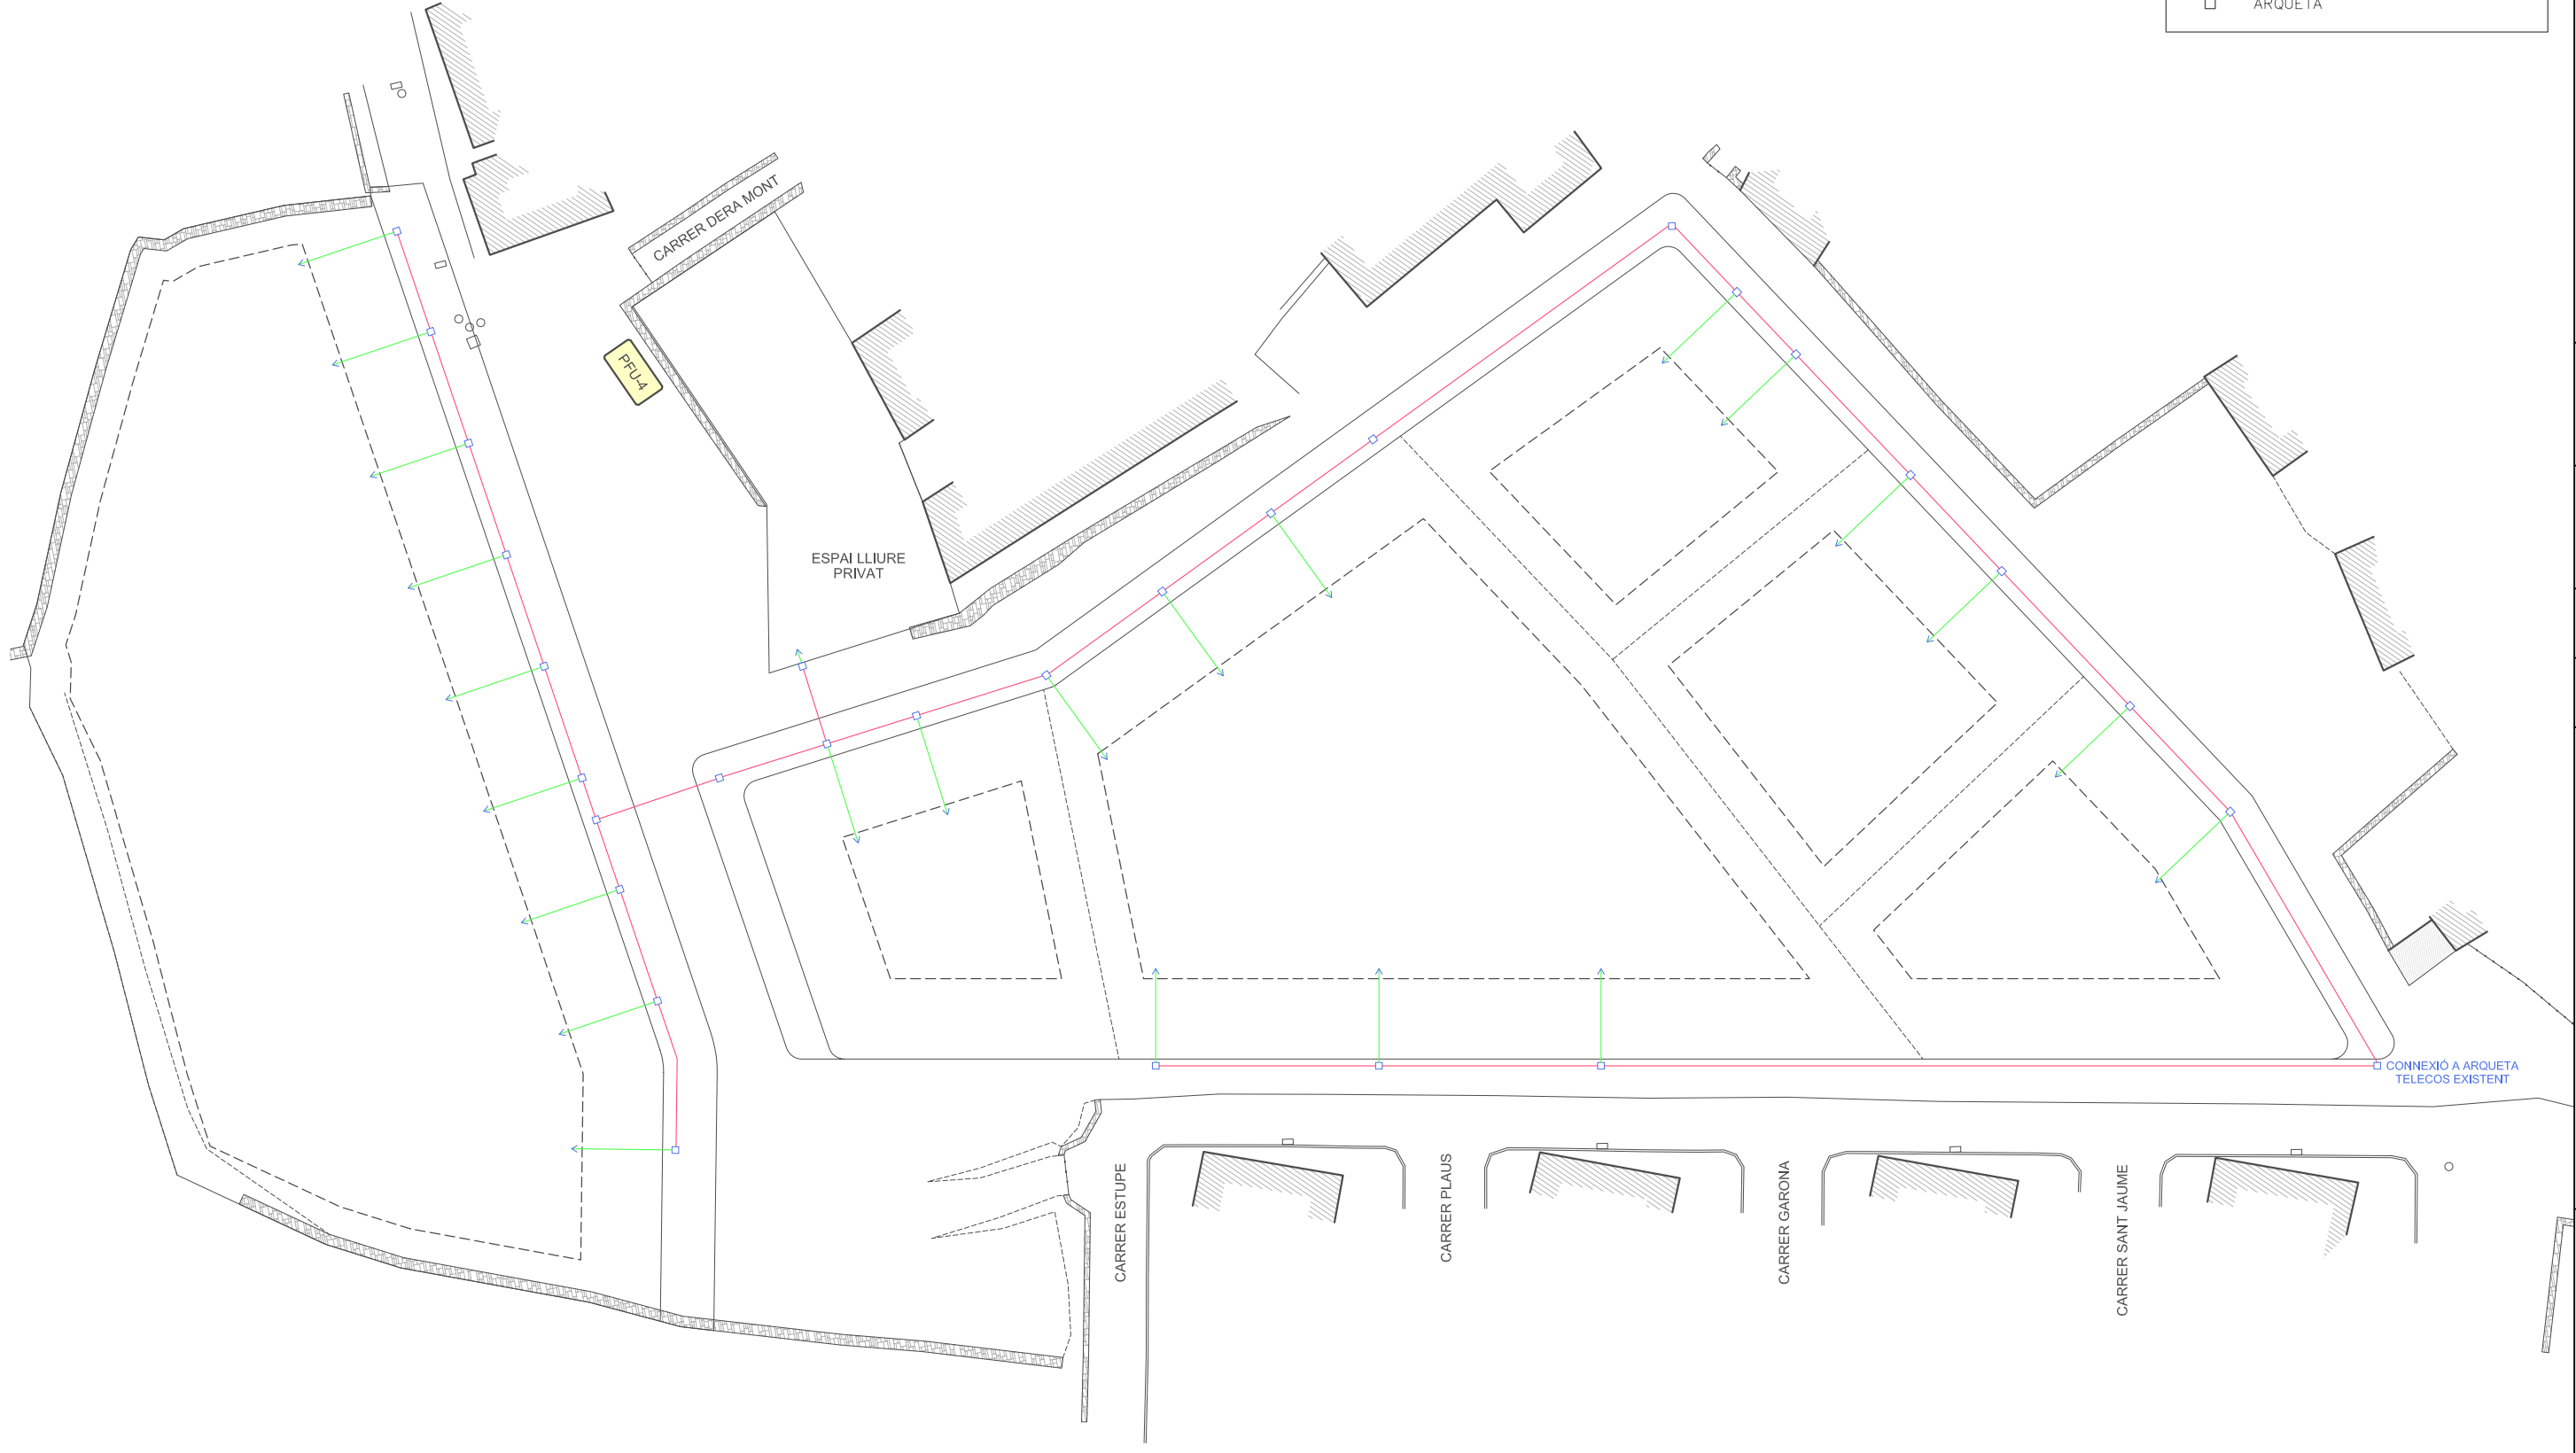 ARQUETA
CARRER DERA MONT
PFU-4
ESPAI LLIURE
PRIVAT
CONNEXIÓ A ARQUETA
TELECOS EXISTENT
CARRER ESTUPE
CARRER PLAUS
CARRER GARONA
CARRER SANT JAUME